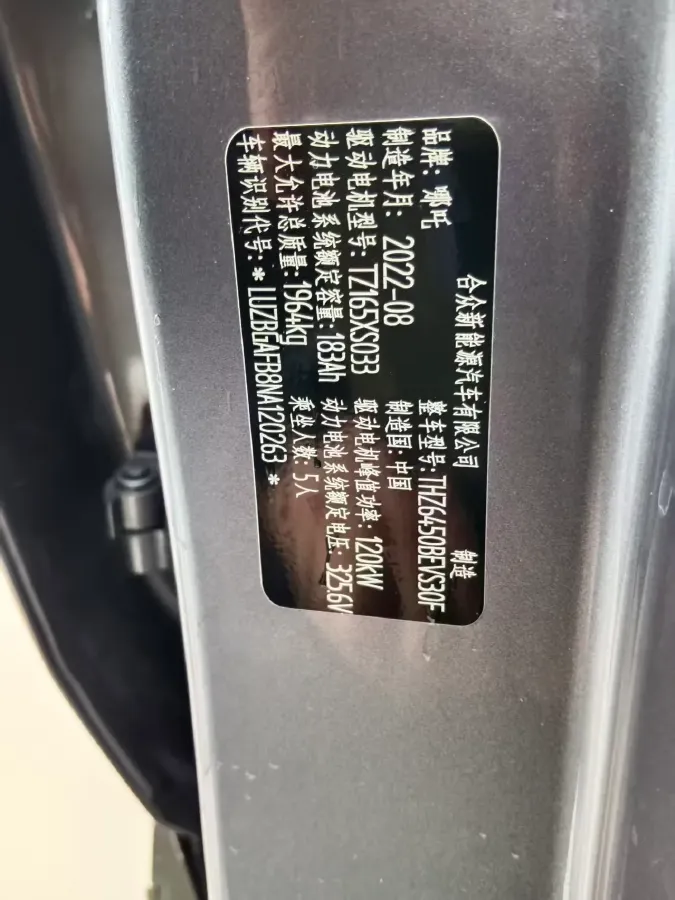 合众新能源汽车有限公司 制造
品牌: 哪吒 整车型号: THZ6450BEVS30F
制造年月: 2022-08 制造国: 中国
驱动电机型号: TZ165XS033 驱动电机峰值功率: 120kW
动力电池系统额定容量: 183Ah 动力电池系统额定电压: 325.6V
最大允许总质量: 1964kg 乘坐人数: 5人
车辆识别代号: * LUZBGAFB8NA120263 *